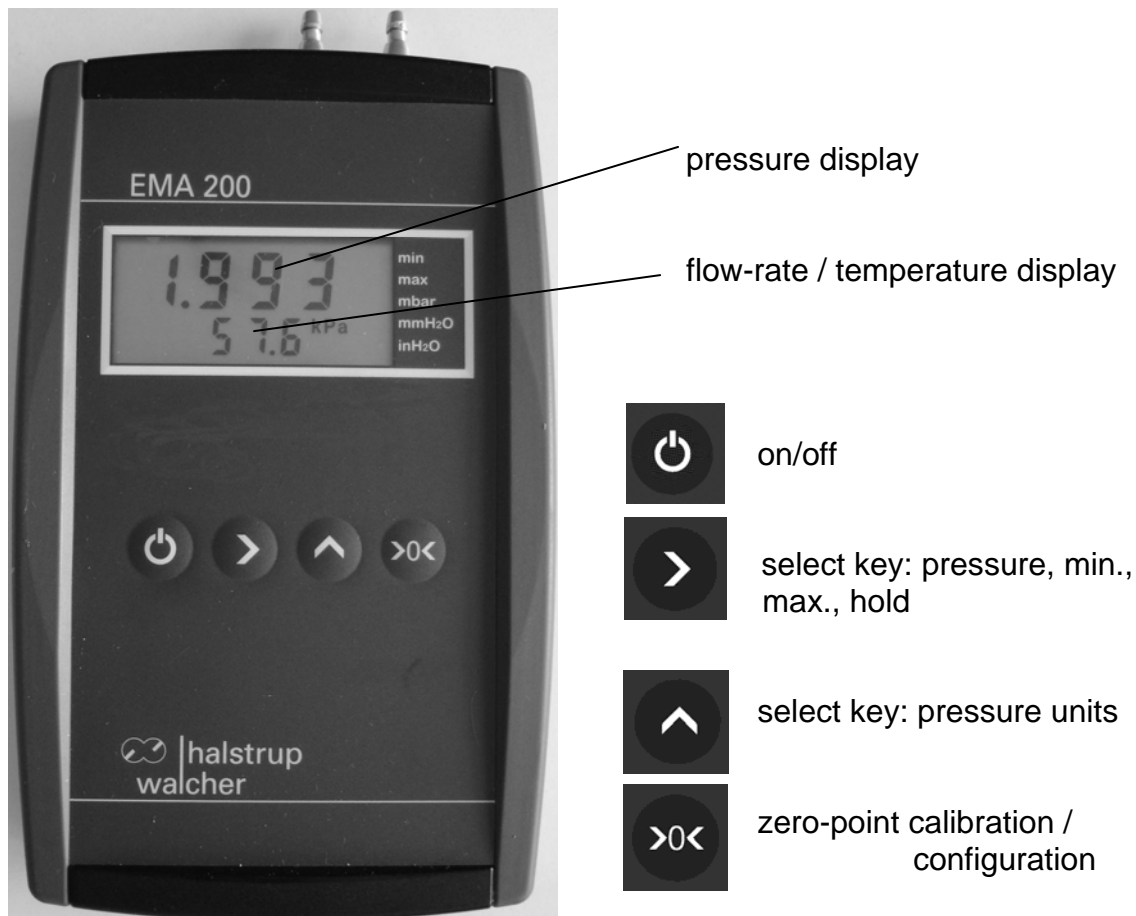 EMA 200
1.993
57.6 kPa
min
max
mbar
mmH₂O
inH₂O
>0<
halstrup
walcher
pressure display
flow-rate / temperature display
on/off
select key: pressure, min.,
max., hold
select key: pressure units
>0<
zero-point calibration /
configuration